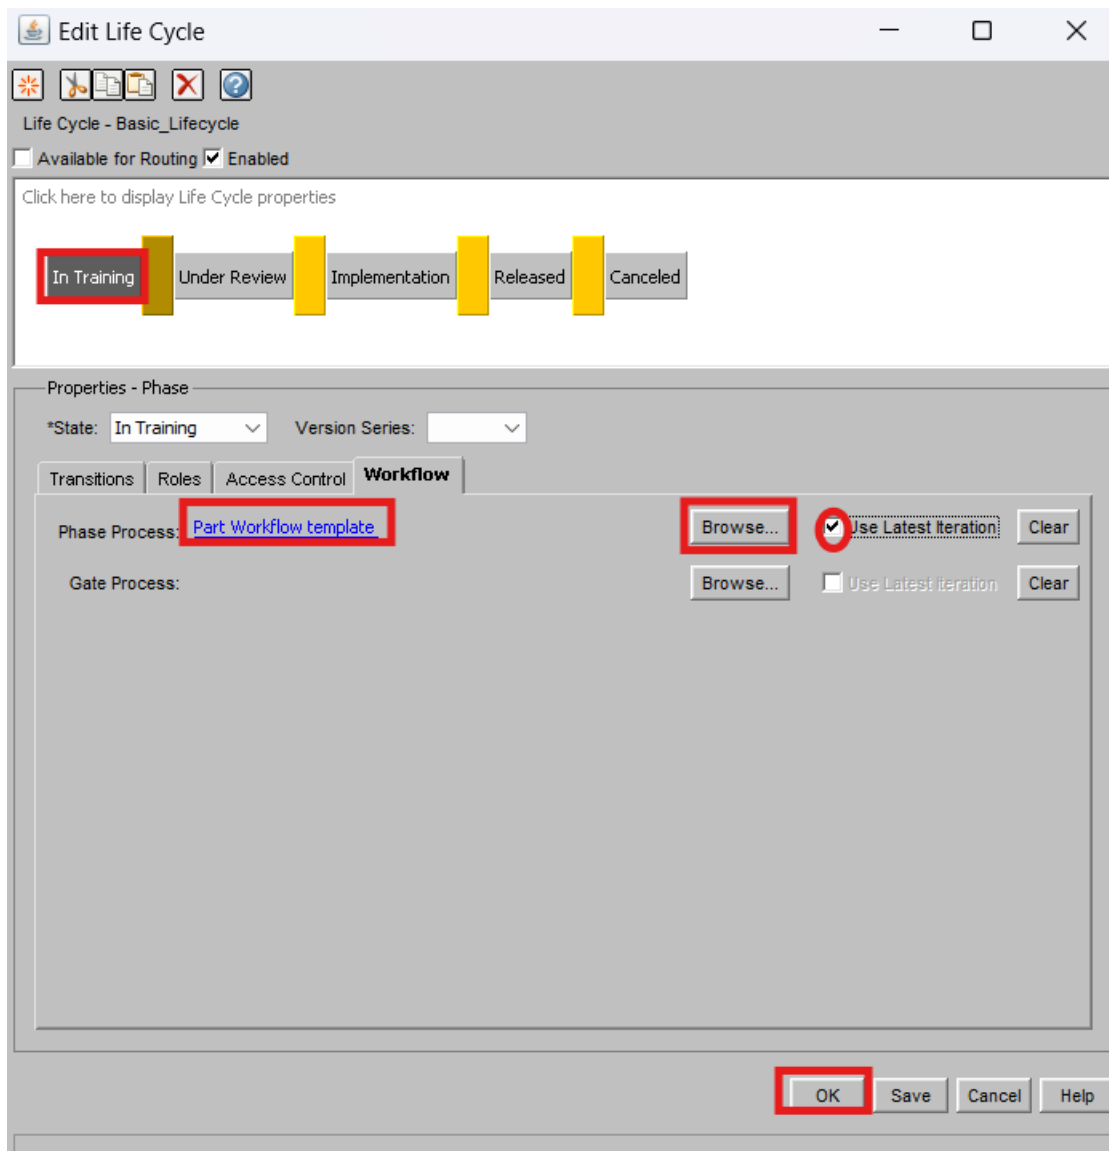 Edit Life Cycle
Life Cycle - Basic_Lifecycle
Available for Routing Enabled
Click here to display Life Cycle properties
In Training Under Review Implementation Released Canceled
Properties - Phase
*State: In Training Version Series:
Transitions Roles Access Control Workflow
Phase Process: Part Workflow template Browse... Use Latest Iteration Clear
Gate Process: Browse... Use Latest Iteration Clear
OK Save Cancel Help